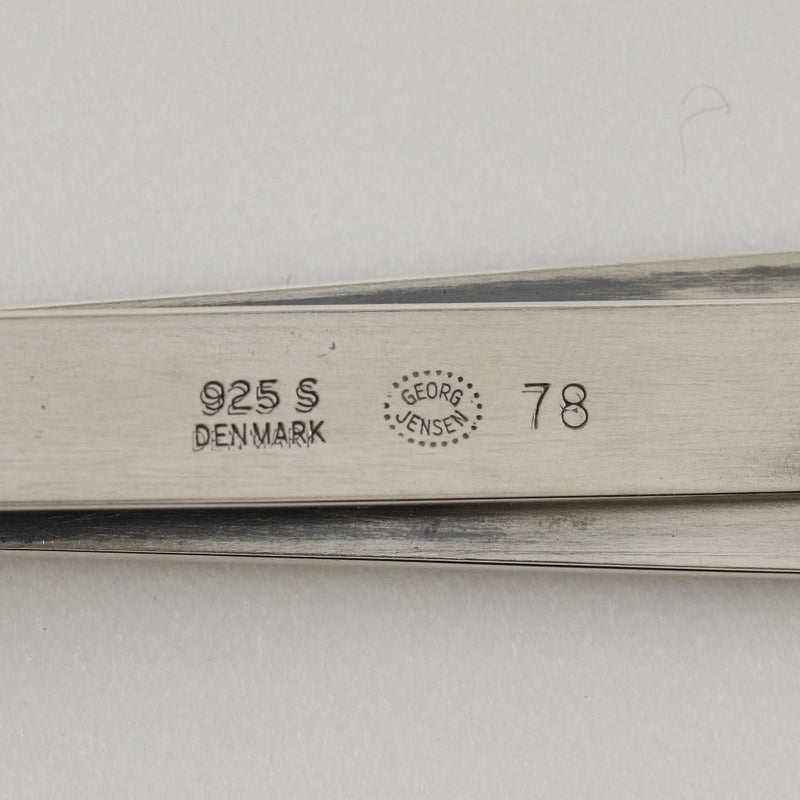 925 S
DENMARK
GEORG
JENSEN
78